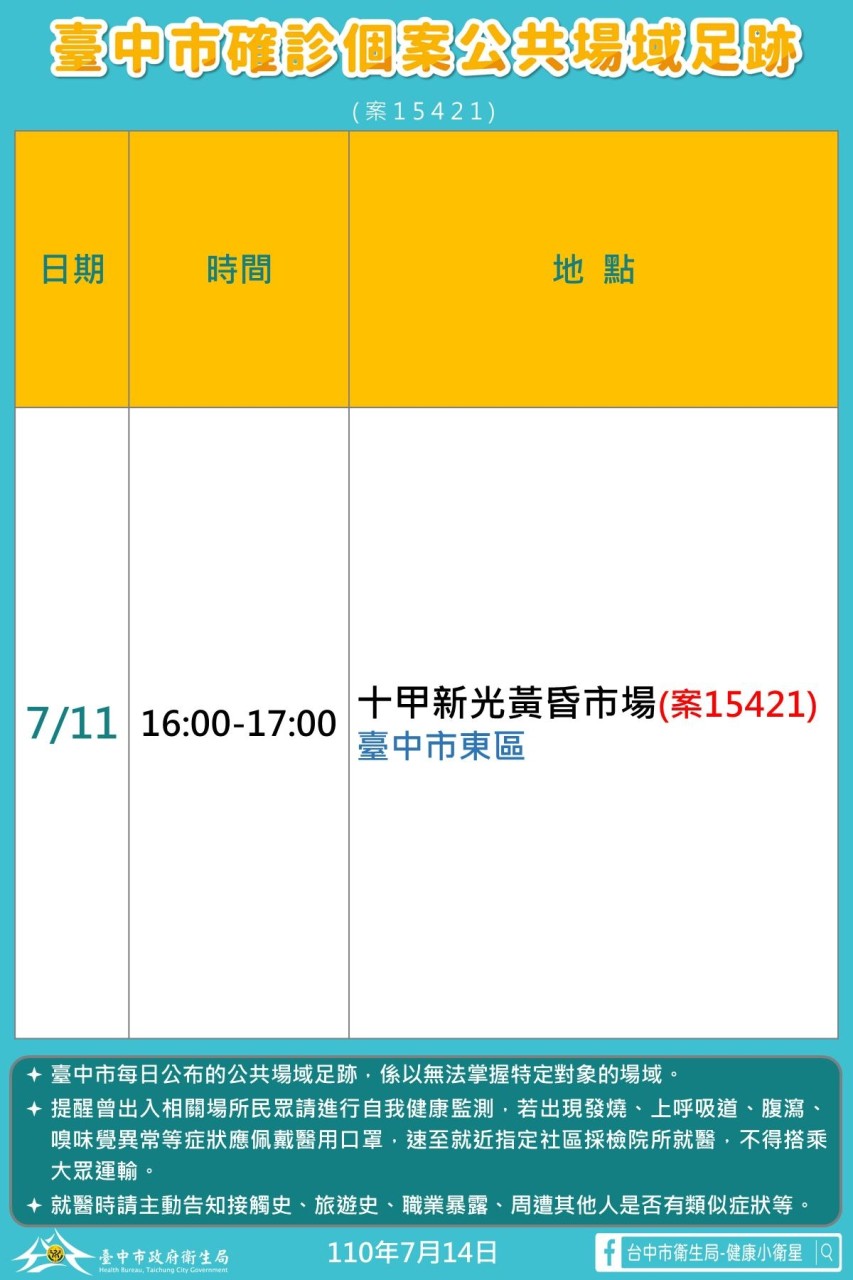 臺中市確診個案公共場域足跡
(案15421)
日期 時間 地 點
7/11 16:00-17:00 十甲新光黃昏市場(案15421)
臺中市東區
✦ 臺中市每日公布的公共場域足跡，係以無法掌握特定對象的場域。
✦ 提醒曾出入相關場所民眾請進行自我健康監測，若出現發燒、上呼吸道、腹瀉、
嗅味覺異常等症狀應佩戴醫用口罩，速至就近指定社區採檢院所就醫，不得搭乘
大眾運輸。
✦ 就醫時請主動告知接觸史、旅遊史、職業暴露、周遭其他人是否有類似症狀等。
臺中市政府衛生局
Health Bureau, Taichung City Government
110年7月14日
f 台中市衛生局-健康小衛星